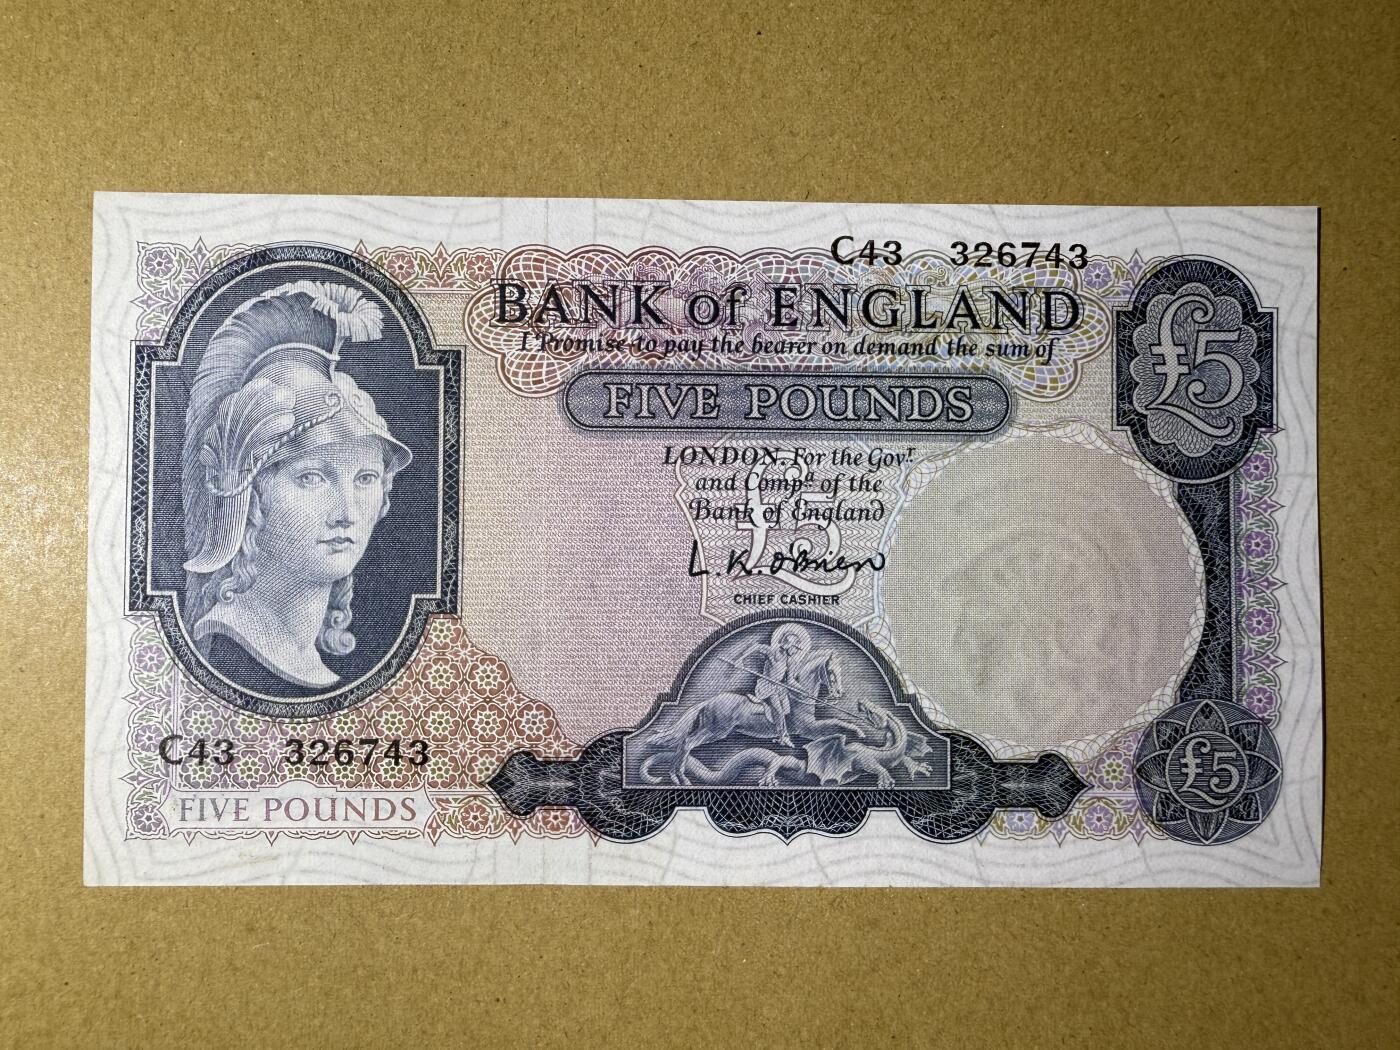 C43 326743
BANK of ENGLAND
I Promise to pay the bearer on demand the sum of
£5
FIVE POUNDS
LONDON. For the Govr.
and Compa. of the
Bank of England
£5
L.K. O'Brien
CHIEF CASHIER
C43 326743
FIVE POUNDS
£5